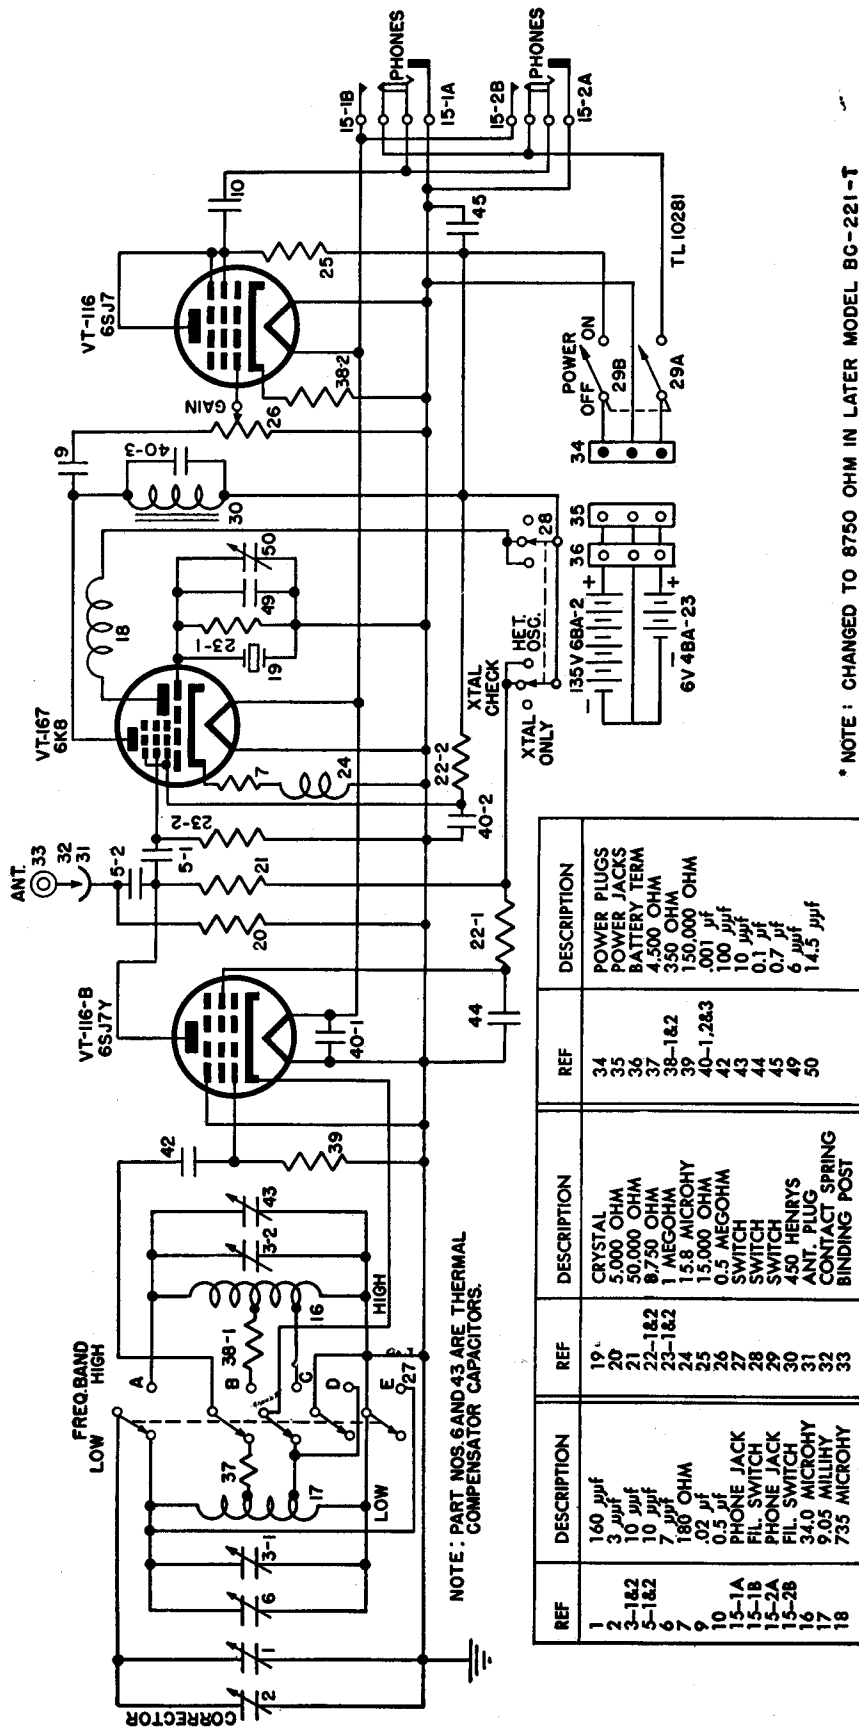 CORRECTOR
2
1
6
3-1
17
37
LOW
FREQ. BAND
LOW HIGH
A
B
C
D
E
27
38-1
16
HIGH
3-2
43
42
39
NOTE: PART NOS. 6 AND 43 ARE THERMAL
COMPENSATOR CAPACITORS.
VT-116-B
6SJ7Y
40-1
44
22-1
ANT.
33
32
31
5-2
5-1
20
21
23-2
VT-167
6K8
7
24
40-2
22-2
18
19
23-1
49
50
XTAL
CHECK
XTAL
ONLY
HET.
OSC.
28
9
40-3
30
GAIN
26
VT-116
6SJ7
38-2
25
10
45
15-1B
PHONES
15-1A
15-2B
PHONES
15-2A
135V 6BA-2
+
−
6V 4BA-23
+
−
36
35
34
POWER
OFF ON
29B
29A
TL 10281
REF DESCRIPTION REF DESCRIPTION REF DESCRIPTION
1 160 µµf 19 CRYSTAL 34 POWER PLUGS
2 3 µµf 20 5,000 OHM 35 POWER JACKS
3-1&2 10 µµf 21 50,000 OHM 36 BATTERY TERM
5-1&2 10 µµf 22-1&2 8,750 OHM 37 4,500 OHM
6 7 µµf 23-1&2 1 MEGOHM 38-1&2 350 OHM
7 180 OHM 24 15.8 MICROHY 39 150,000 OHM
9 .02 µf 25 15,000 OHM 40-1,2&3 .001 µf
10 0.5 µf 26 0.5 MEGOHM 42 100 µµf
15-1A PHONE JACK 27 SWITCH 43 10 µµf
15-1B FIL. SWITCH 28 SWITCH 44 0.1 µf
15-2A PHONE JACK 29 SWITCH 45 0.7 µf
15-2B FIL. SWITCH 30 450 HENRYS 49 6 µµf
16 34.0 MICROHY 31 ANT. PLUG 50 14.5 µµf
17 9.05 MILLIHY 32 CONTACT SPRING
18 735 MICROHY 33 BINDING POST
* NOTE: CHANGED TO 8750 OHM IN LATER MODEL BC-221-T